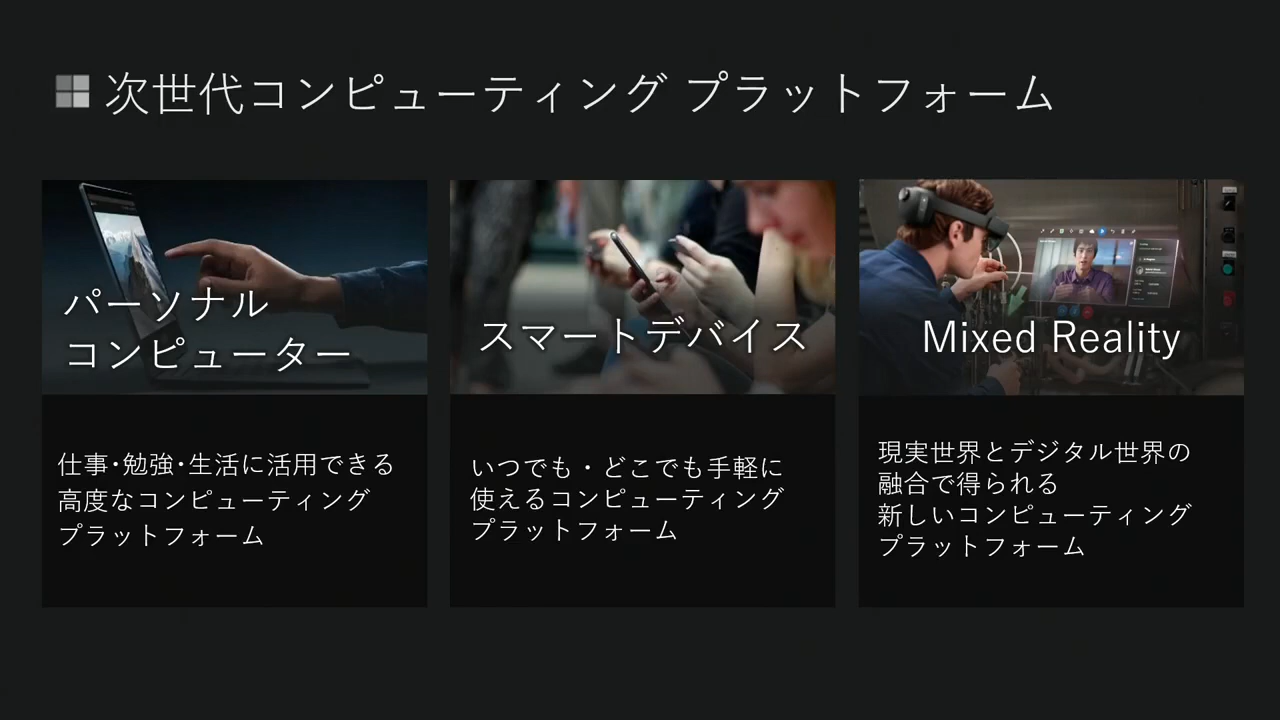 次世代コンピューティング プラットフォーム
パーソナル
コンピューター
スマートデバイス
Mixed Reality
仕事･勉強･生活に活用できる
高度なコンピューティング
プラットフォーム
いつでも・どこでも手軽に
使えるコンピューティング
プラットフォーム
現実世界とデジタル世界の
融合で得られる
新しいコンピューティング
プラットフォーム